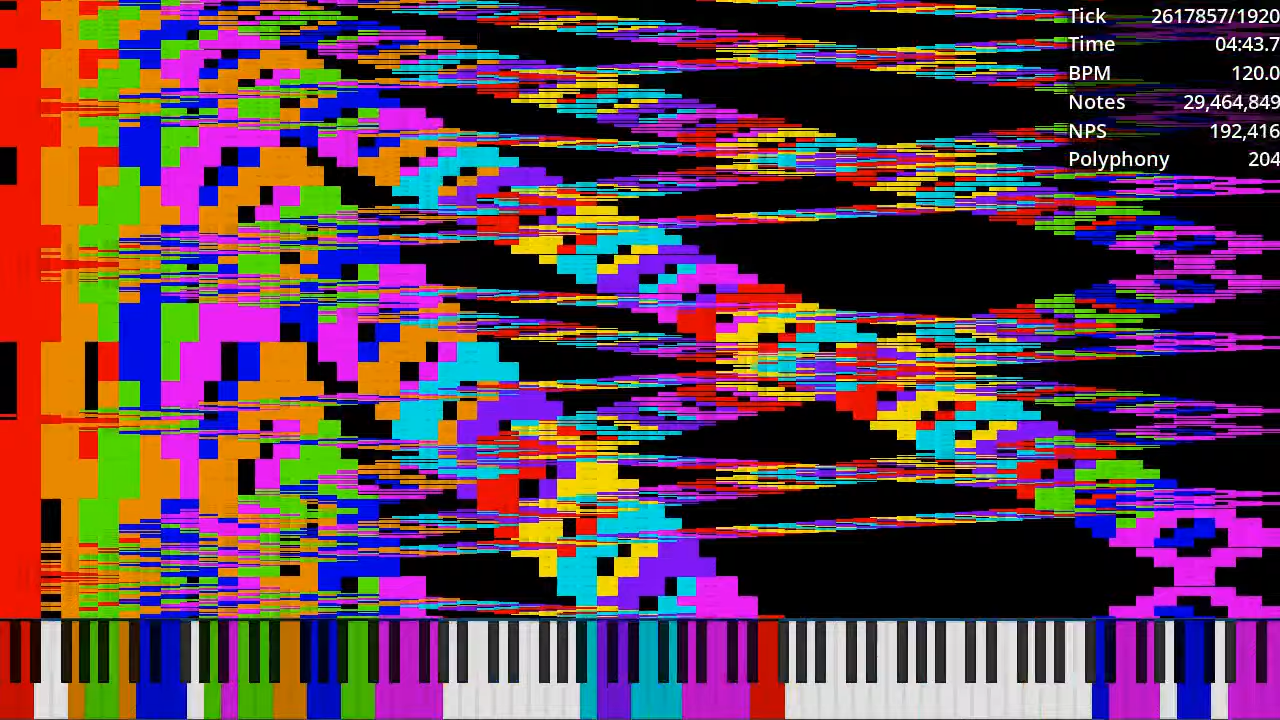 Tick 2617857/1920
Time 04:43.7
BPM 120.0
Notes 29,464,849
NPS 192,416
Polyphony 204